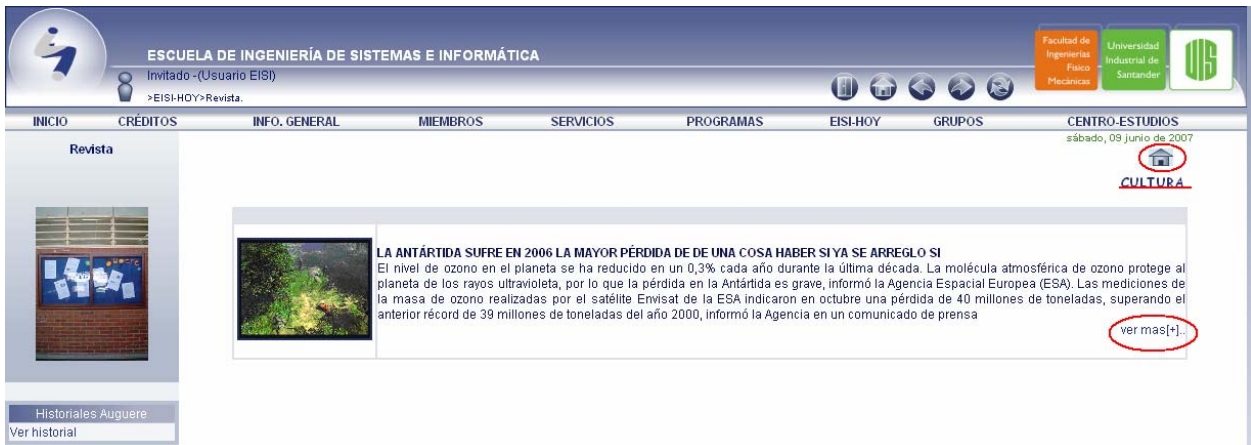 ESCUELA DE INGENIERÍA DE SISTEMAS E INFORMÁTICA
Invitado -(Usuario EISI)
>EISI-HOY>Revista.
Facultad de
Ingenierías
Físico
Mecánicas
Universidad
Industrial de
Santander
UIS
INICIO CRÉDITOS INFO. GENERAL MIEMBROS SERVICIOS PROGRAMAS EISI-HOY GRUPOS CENTRO-ESTUDIOS
sábado, 09 junio de 2007
Revista
CULTURA
LA ANTÁRTIDA SUFRE EN 2006 LA MAYOR PÉRDIDA DE DE UNA COSA HABER SI YA SE ARREGLO SI
El nivel de ozono en el planeta se ha reducido en un 0,3% cada año durante la última década. La molécula atmosférica de ozono protege al
planeta de los rayos ultravioleta, por lo que la pérdida en la Antártida es grave, informó la Agencia Espacial Europea (ESA). Las mediciones de
la masa de ozono realizadas por el satélite Envisat de la ESA indicaron en octubre una pérdida de 40 millones de toneladas, superando el
anterior récord de 39 millones de toneladas del año 2000, informó la Agencia en un comunicado de prensa
ver mas[+]..
Historiales Auguere
Ver historial